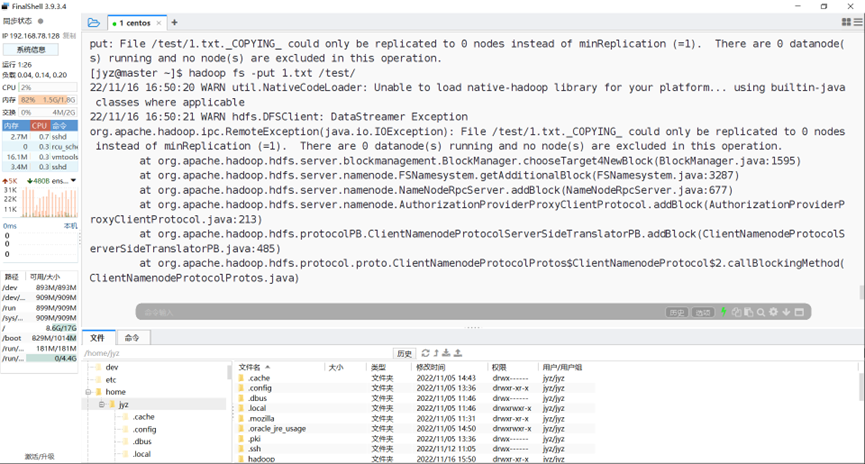 FinalShell 3.9.3.4
同步状态
IP 192.168.78.128 复制
系统信息
运行 1:26
负载 0.04, 0.14, 0.20
CPU 2%
内存 82% 1.5G/1.8G
交换 0% 4M/2G
内存 CPU 命令
2.7M 0.7 sshd
0 0.3 rcu_sche
16.1M 0.3 vmtools
3.4M 0.3 sshd
5K 480B ens...
31K
22K
11K
0ms 本机
0
0
0
路径 可用/大小
/dev 893M/893M
/dev/... 909M/909M
/run 899M/909M
/sys/... 909M/909M
/ 8.6G/17G
/boot 829M/1014M
/run/... 181M/181M
/run/... 0/4.4G
激活/升级
1 centos × +
put: File /test/1.txt._COPYING_ could only be replicated to 0 nodes instead of minReplication (=1).  There are 0 datanode(
s) running and no node(s) are excluded in this operation.
[jyz@master ~]$ hadoop fs -put 1.txt /test/
22/11/16 16:50:20 WARN util.NativeCodeLoader: Unable to load native-hadoop library for your platform... using builtin-java
classes where applicable
22/11/16 16:50:21 WARN hdfs.DFSClient: DataStreamer Exception
org.apache.hadoop.ipc.RemoteException(java.io.IOException): File /test/1.txt._COPYING_ could only be replicated to 0 nodes
instead of minReplication (=1).  There are 0 datanode(s) running and no node(s) are excluded in this operation.
at org.apache.hadoop.hdfs.server.blockmanagement.BlockManager.chooseTarget4NewBlock(BlockManager.java:1595)
at org.apache.hadoop.hdfs.server.namenode.FSNamesystem.getAdditionalBlock(FSNamesystem.java:3287)
at org.apache.hadoop.hdfs.server.namenode.NameNodeRpcServer.addBlock(NameNodeRpcServer.java:677)
at org.apache.hadoop.hdfs.server.namenode.AuthorizationProviderProxyClientProtocol.addBlock(AuthorizationProviderP
roxyClientProtocol.java:213)
at org.apache.hadoop.hdfs.protocolPB.ClientNamenodeProtocolServerSideTranslatorPB.addBlock(ClientNamenodeProtocolS
erverSideTranslatorPB.java:485)
at org.apache.hadoop.hdfs.protocol.proto.ClientNamenodeProtocolProtos$ClientNamenodeProtocol$2.callBlockingMethod(
ClientNamenodeProtocolProtos.java)
命令输入 历史 选项
文件 命令
/home/jyz 历史
dev
etc
home
jyz
.cache
.config
.dbus
.local
文件名 大小 类型 修改时间 权限 用户/用户组
.cache 文件夹 2022/11/05 14:43 drwx------ jyz/jyz
.config 文件夹 2022/11/05 13:36 drwxr-xr-x jyz/jyz
.dbus 文件夹 2022/11/05 11:46 drwx------ jyz/jyz
.local 文件夹 2022/11/05 11:46 drwxrwxr-x jyz/jyz
.mozilla 文件夹 2022/11/05 11:31 drwxr-xr-x jyz/jyz
.oracle_jre_usage 文件夹 2022/11/05 14:50 drwxrwxr-x jyz/jyz
.pki 文件夹 2022/11/05 13:36 drwx------ jyz/jyz
.ssh 文件夹 2022/11/12 11:05 drwx------ jyz/jyz
hadoop 文件夹 2022/11/16 15:50 drwxr-xr-x jyz/jyz